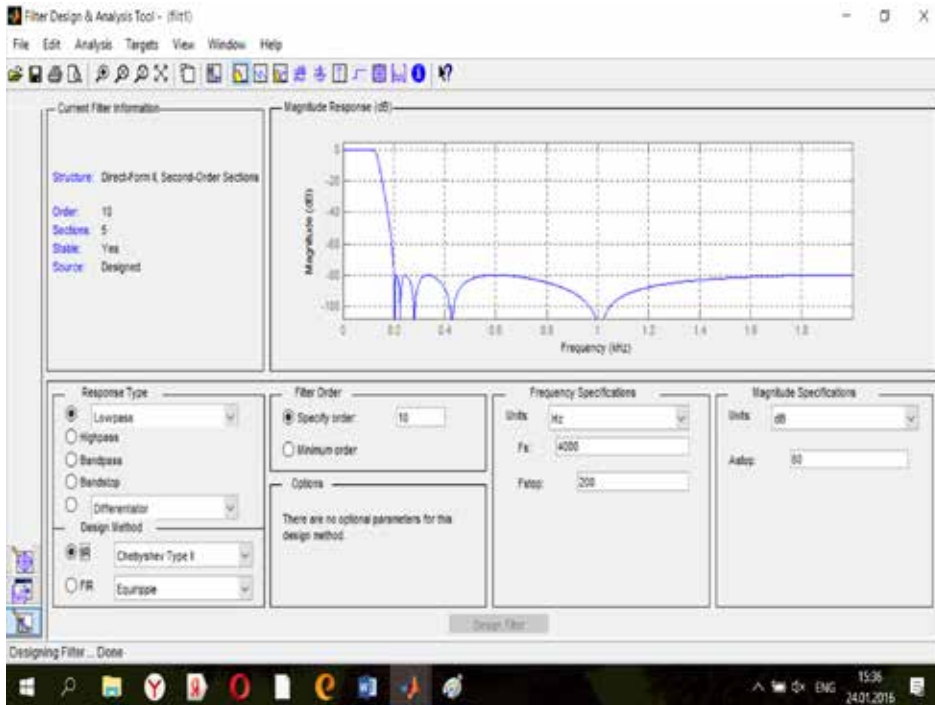 Filter Design & Analysis Tool - (filt1)
File Edit Analysis Targets View Window Help
Current Filter Information
Structure: Direct-Form II, Second-Order Sections
Order: 10
Sections: 5
Stable: Yes
Source: Designed
Magnitude Response (dB)
Magnitude (dB)
0
-20
-40
-60
-80
-100
0 0.2 0.4 0.6 0.8 1 1.2 1.4 1.6 1.8
Frequency (kHz)
Response Type
Lowpass
Highpass
Bandpass
Bandstop
Differentiator
Design Method
IIR Chebyshev Type II
FIR Equiripple
Filter Order
Specify order: 10
Minimum order
Options
There are no optional parameters for this
design method.
Frequency Specifications
Units: Hz
Fs: 4000
Fstop: 200
Magnitude Specifications
Units: dB
Astop: 80
Design Filter
Designing Filter ... Done
ENG
15:36
24.01.2016